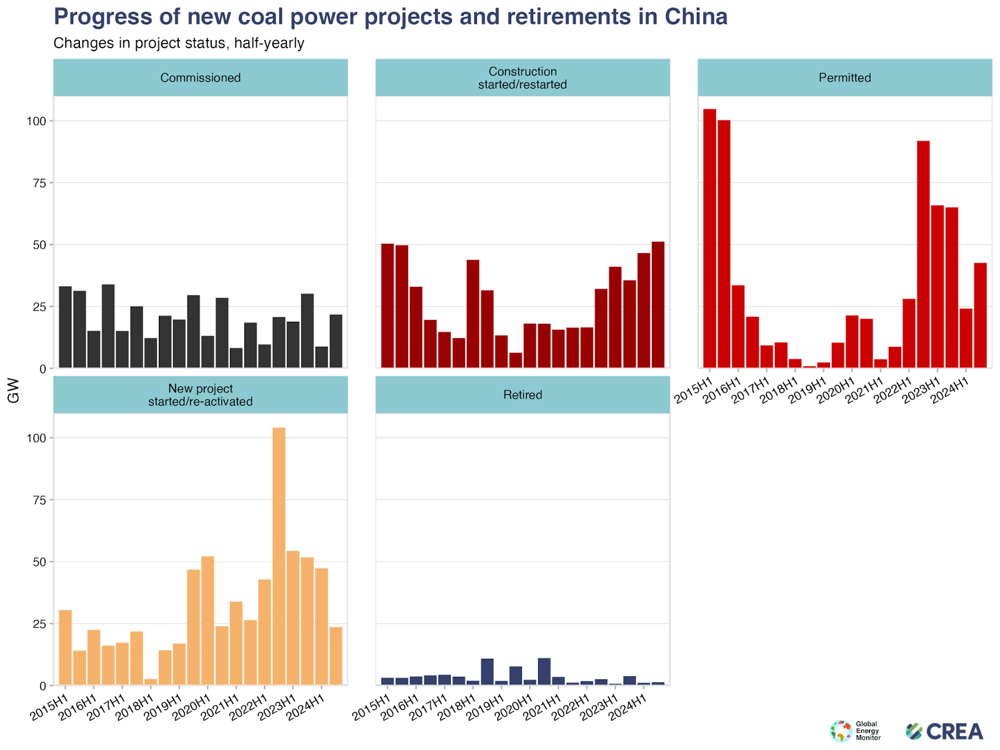 Progress of new coal power projects and retirements in China
Changes in project status, half-yearly
Commissioned
Construction
started/restarted
Permitted
100
75
50
25
0
2015H1
2016H1
2017H1
2018H1
2019H1
2020H1
2021H1
2022H1
2023H1
2024H1
GW
New project
started/re-activated
Retired
100
75
50
25
0
2015H1
2016H1
2017H1
2018H1
2019H1
2020H1
2021H1
2022H1
2023H1
2024H1
2015H1
2016H1
2017H1
2018H1
2019H1
2020H1
2021H1
2022H1
2023H1
2024H1
Global
Energy
Monitor
CREA